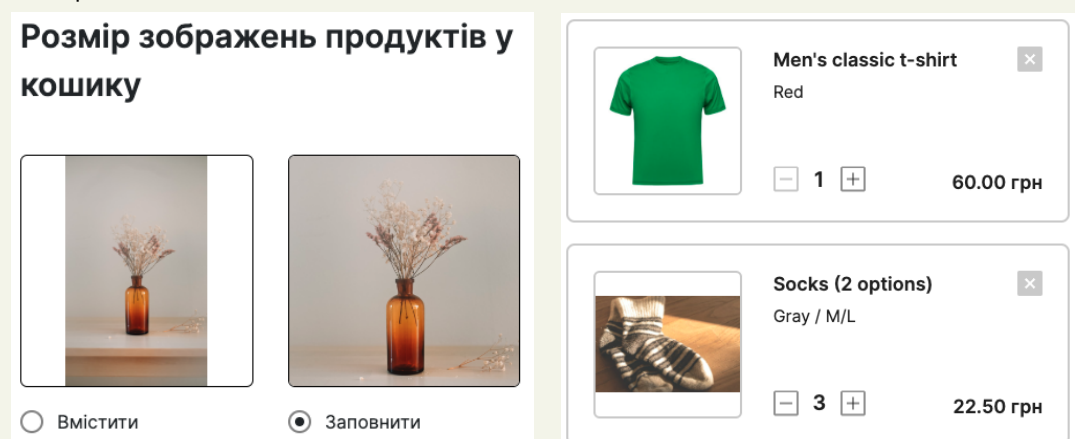 Розмір зображень продуктів у
кошику
Вмістити
Заповнити
Men's classic t-shirt
Red
1
60.00 грн
Socks (2 options)
Gray / M/L
3
22.50 грн